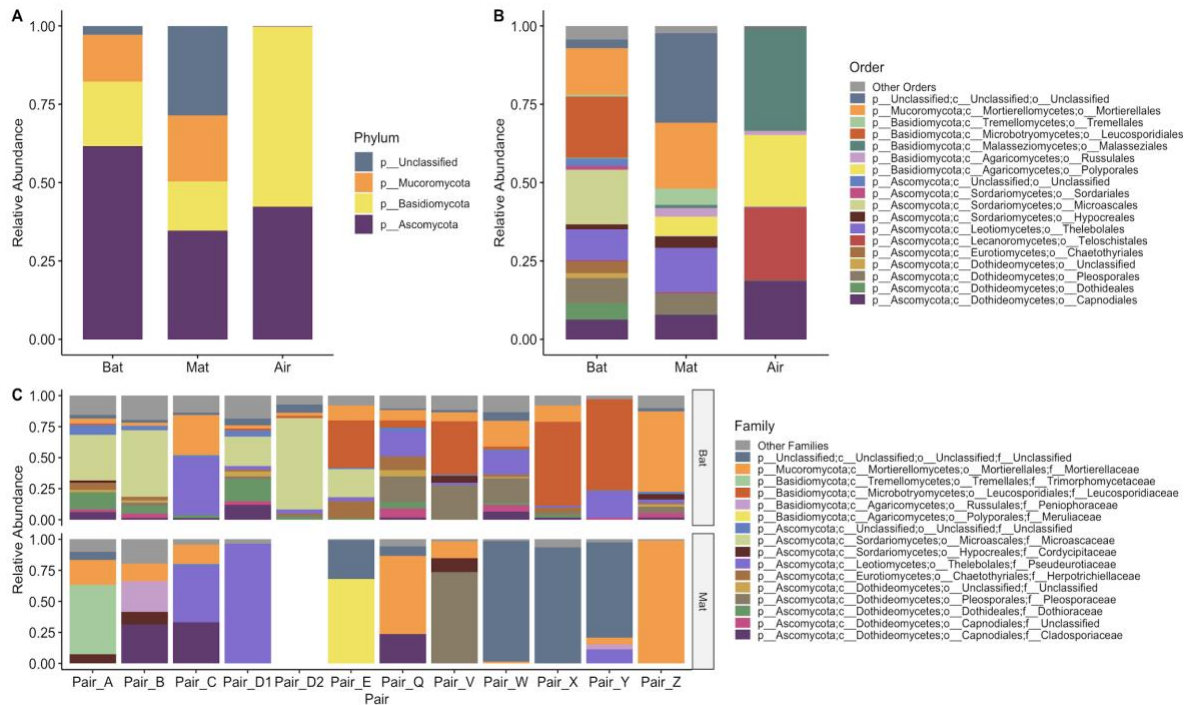 A
1.00
0.75
0.50
0.25
0.00
Relative Abundance
Bat
Mat
Air
Phylum
p__Unclassified
p__Mucoromycota
p__Basidiomycota
p__Ascomycota
B
1.00
0.75
0.50
0.25
0.00
Relative Abundance
Bat
Mat
Air
Order
Other Orders
p__Unclassified;c__Unclassified;o__Unclassified
p__Mucoromycota;c__Mortierellomycetes;o__Mortierellales
p__Basidiomycota;c__Tremellomycetes;o__Tremellales
p__Basidiomycota;c__Microbotryomycetes;o__Leucosporidiales
p__Basidiomycota;c__Malasseziomycetes;o__Malasseziales
p__Basidiomycota;c__Agaricomycetes;o__Russulales
p__Basidiomycota;c__Agaricomycetes;o__Polyporales
p__Ascomycota;c__Unclassified;o__Unclassified
p__Ascomycota;c__Sordariomycetes;o__Sordariales
p__Ascomycota;c__Sordariomycetes;o__Microascales
p__Ascomycota;c__Sordariomycetes;o__Hypocreales
p__Ascomycota;c__Leotiomycetes;o__Thelebolales
p__Ascomycota;c__Lecanoromycetes;o__Teloschistales
p__Ascomycota;c__Eurotiomycetes;o__Chaetothyriales
p__Ascomycota;c__Dothideomycetes;o__Unclassified
p__Ascomycota;c__Dothideomycetes;o__Pleosporales
p__Ascomycota;c__Dothideomycetes;o__Dothideales
p__Ascomycota;c__Dothideomycetes;o__Capnodiales
C
1.00
0.75
0.50
0.25
0.00
Bat
1.00
0.75
0.50
0.25
0.00
Mat
Relative Abundance
Pair_A
Pair_B
Pair_C
Pair_D1
Pair_D2
Pair_E
Pair_Q
Pair_V
Pair_W
Pair_X
Pair_Y
Pair_Z
Pair
Family
Other Families
p__Unclassified;c__Unclassified;o__Unclassified;f__Unclassified
p__Mucoromycota;c__Mortierellomycetes;o__Mortierellales;f__Mortierellaceae
p__Basidiomycota;c__Tremellomycetes;o__Tremellales;f__Trimorphomycetaceae
p__Basidiomycota;c__Microbotryomycetes;o__Leucosporidiales;f__Leucosporidiaceae
p__Basidiomycota;c__Agaricomycetes;o__Russulales;f__Peniophoraceae
p__Basidiomycota;c__Agaricomycetes;o__Polyporales;f__Meruliaceae
p__Ascomycota;c__Unclassified;o__Unclassified;f__Unclassified
p__Ascomycota;c__Sordariomycetes;o__Microascales;f__Microascaceae
p__Ascomycota;c__Sordariomycetes;o__Hypocreales;f__Cordycipitaceae
p__Ascomycota;c__Leotiomycetes;o__Thelebolales;f__Pseudeurotiaceae
p__Ascomycota;c__Eurotiomycetes;o__Chaetothyriales;f__Herpotrichiellaceae
p__Ascomycota;c__Dothideomycetes;o__Unclassified;f__Unclassified
p__Ascomycota;c__Dothideomycetes;o__Pleosporales;f__Pleosporaceae
p__Ascomycota;c__Dothideomycetes;o__Dothideales;f__Dothioraceae
p__Ascomycota;c__Dothideomycetes;o__Capnodiales;f__Unclassified
p__Ascomycota;c__Dothideomycetes;o__Capnodiales;f__Cladosporiaceae